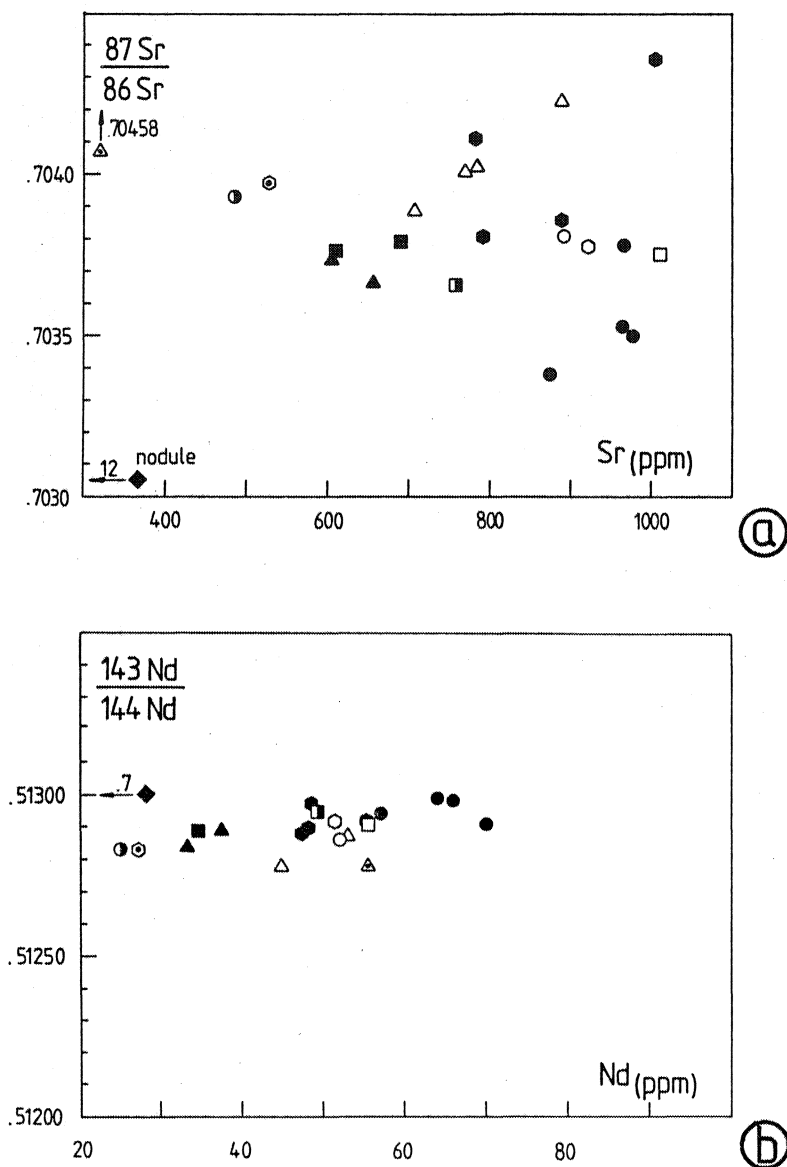 87 Sr
86 Sr
.70458
.7040
.7035
12 nodule
.7030
Sr (ppm)
400 600 800 1000
a
143 Nd
144 Nd
.7
.51300
.51250
.51200
Nd (ppm)
20 40 60 80
b